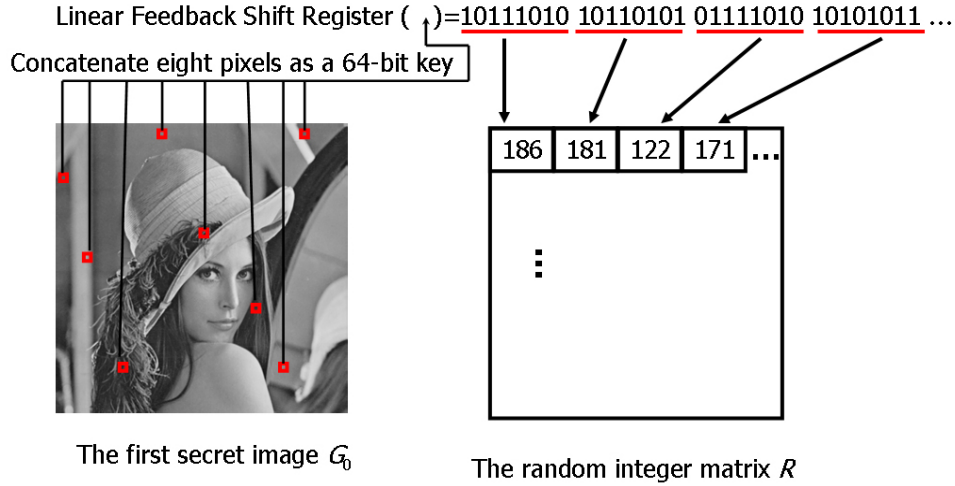 Linear Feedback Shift Register ( )=10111010 10110101 01111010 10101011 ...
Concatenate eight pixels as a 64-bit key
186 181 122 171 ...
The first secret image G₀
The random integer matrix R